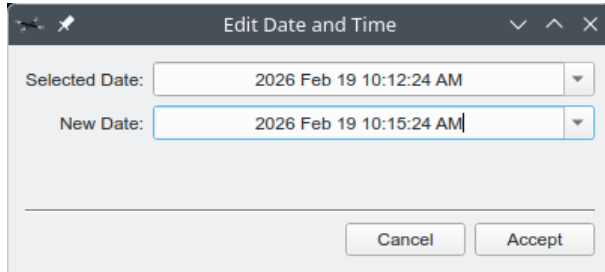 Edit Date and Time
Selected Date: 2026 Feb 19 10:12:24 AM
New Date: 2026 Feb 19 10:15:24 AM
Cancel Accept